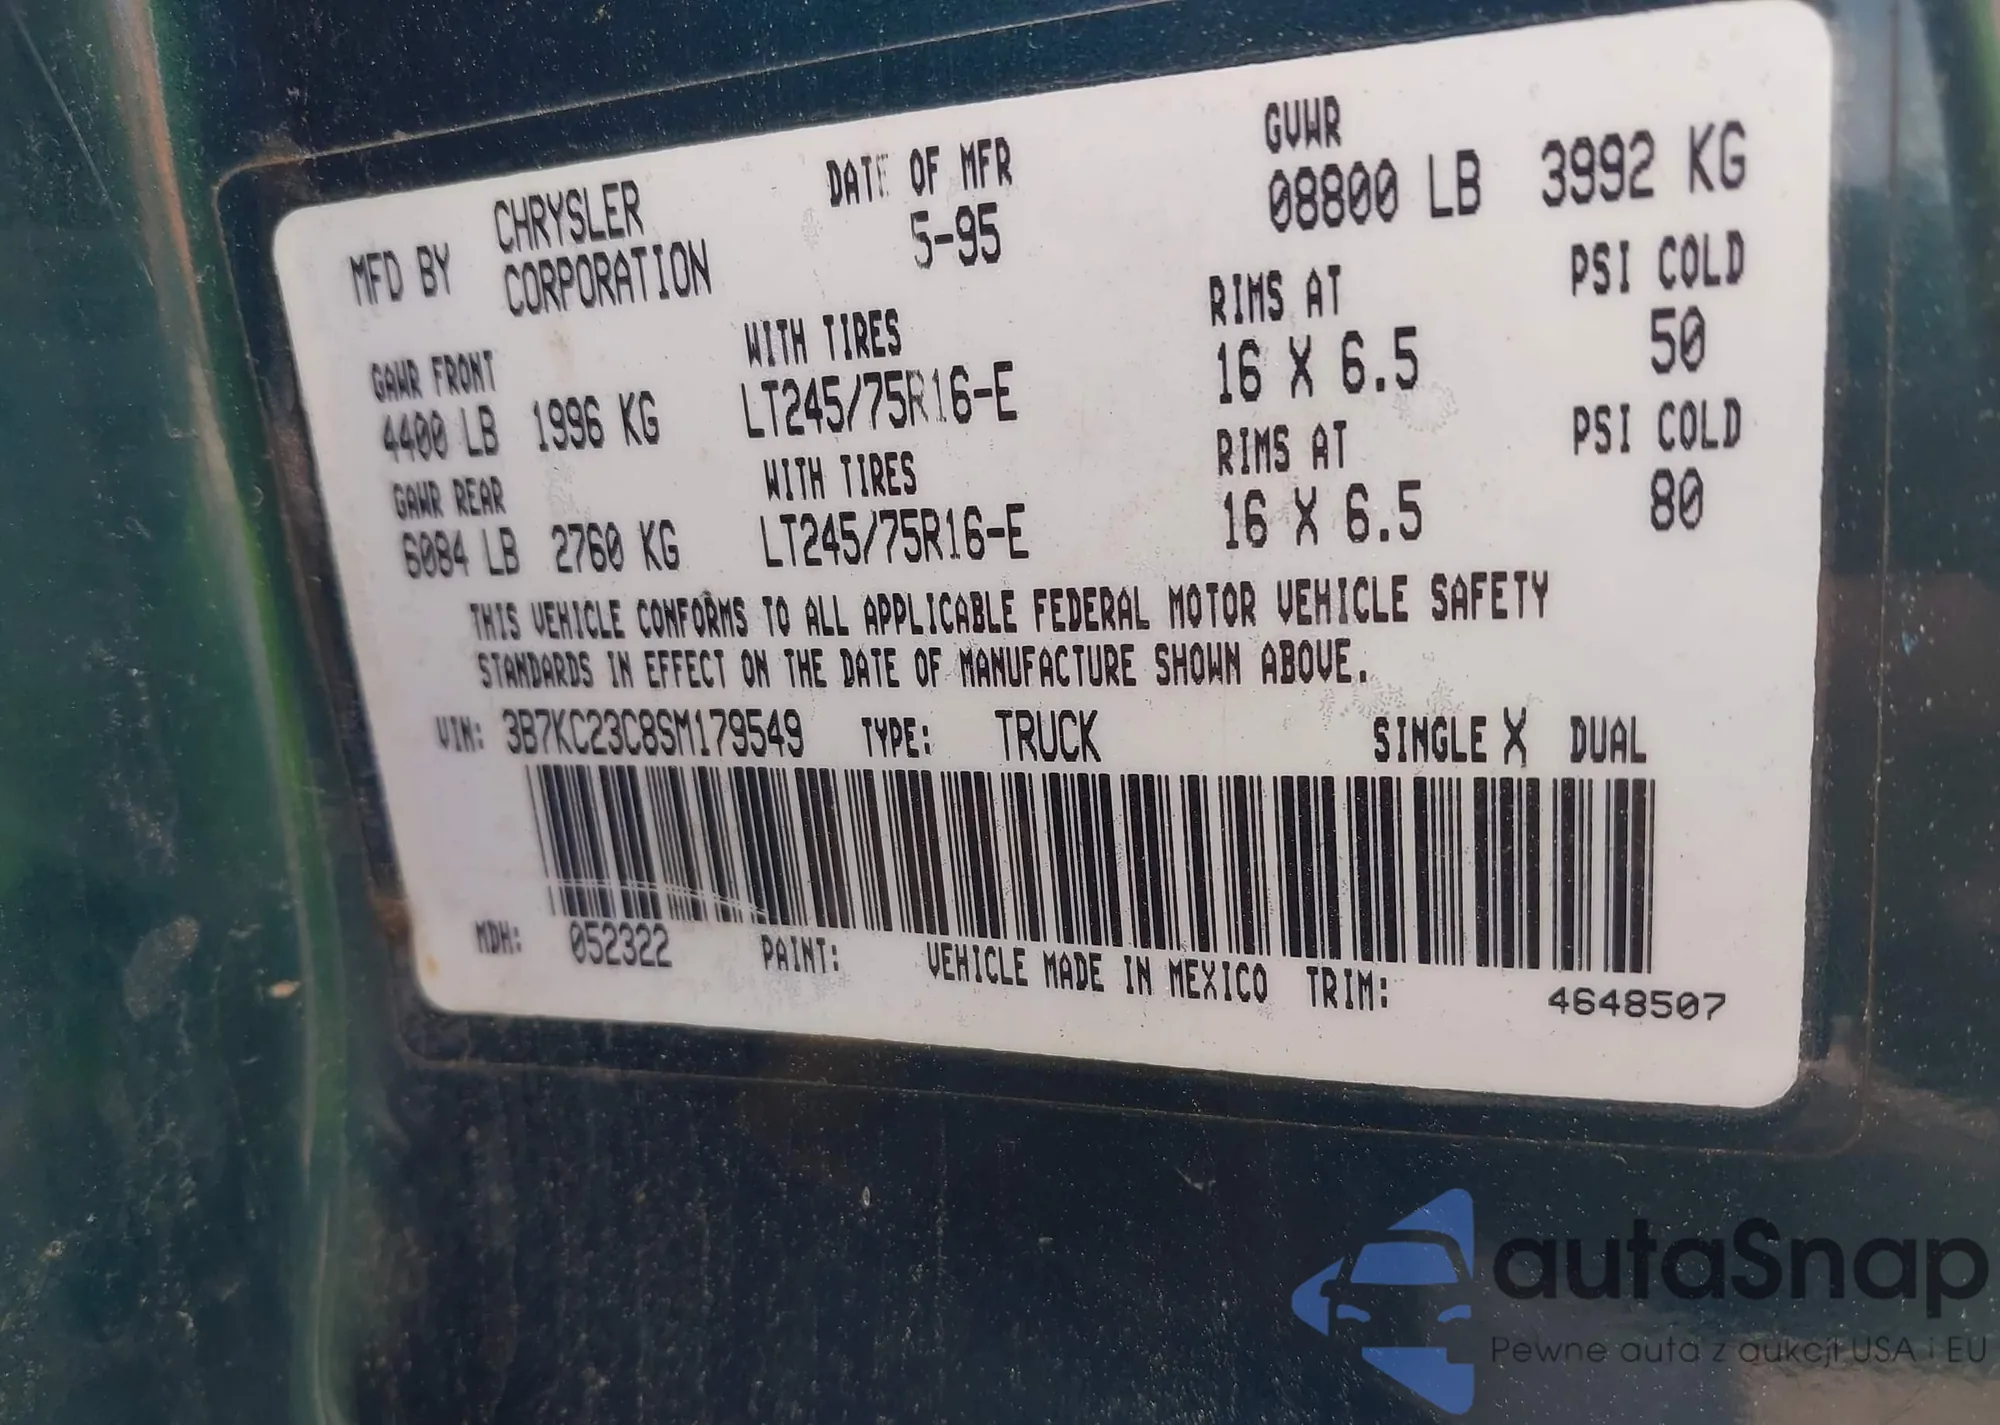 MFD BY CHRYSLER CORPORATION
DATE OF MFR
5-95
GVWR
08800 LB 3992 KG
GAWR FRONT WITH TIRES RIMS AT PSI COLD
4400 LB 1996 KG LT245/75R16-E 16 X 6.5 50
GAWR REAR WITH TIRES RIMS AT PSI COLD
6084 LB 2760 KG LT245/75R16-E 16 X 6.5 80
THIS VEHICLE CONFORMS TO ALL APPLICABLE FEDERAL MOTOR VEHICLE SAFETY
STANDARDS IN EFFECT ON THE DATE OF MANUFACTURE SHOWN ABOVE.
VIN: 3B7KC23C8SM179549 TYPE: TRUCK SINGLE X DUAL
MDH: 052322 PAINT: VEHICLE MADE IN MEXICO TRIM: 4648507
autaSnap
Pewne auta z aukcji USA i EU